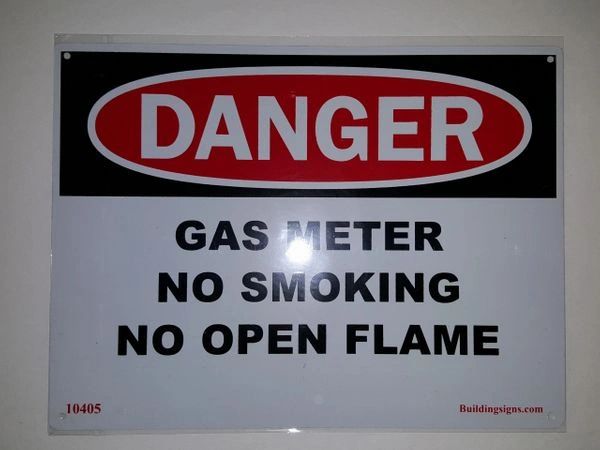 DANGER
GAS METER
NO SMOKING
NO OPEN FLAME
10405
Buildingsigns.com